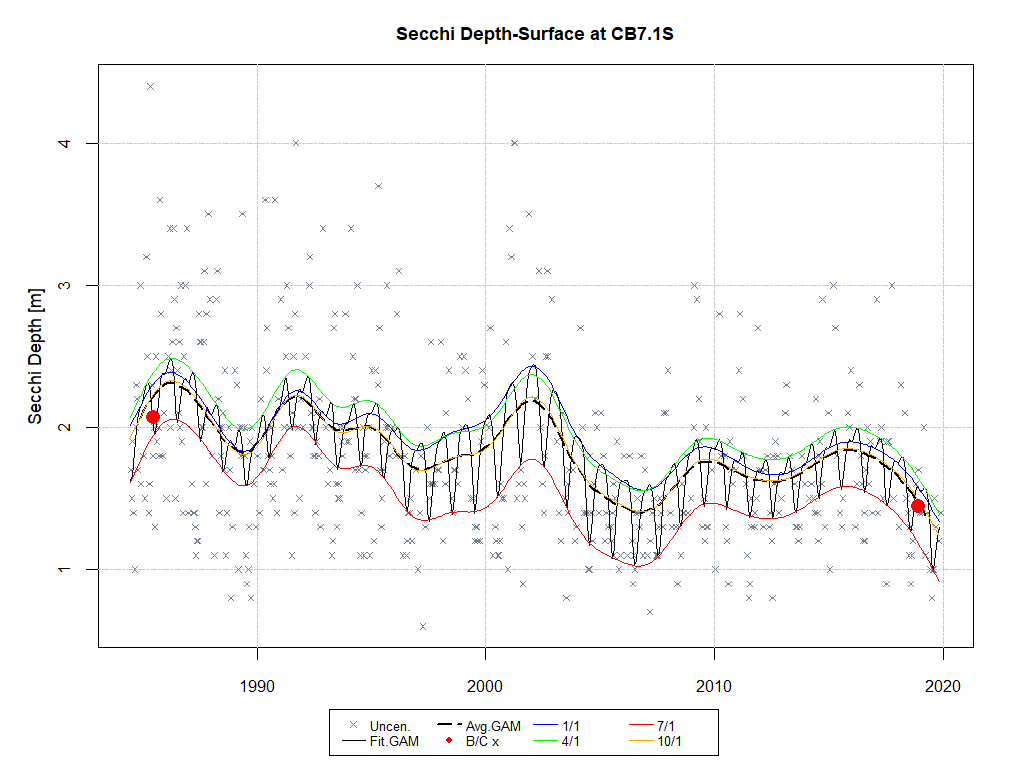 Secchi Depth-Surface at CB7.1S
Secchi Depth [m]
4
3
2
1
1990 2000 2010 2020
Uncen. Avg.GAM 1/1 7/1
Fit.GAM B/C x 4/1 10/1